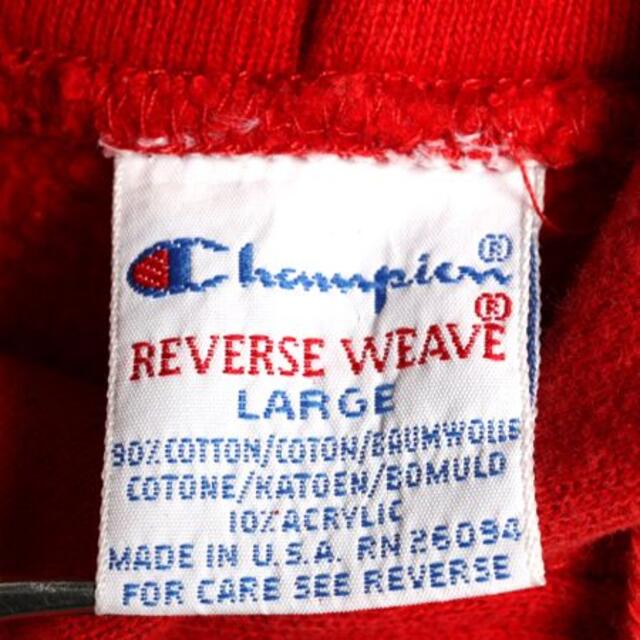 Champion®
REVERSE WEAVE®
LARGE
90% COTTON/COTON/BAUMWOLLE
COTONE/KATOEN/BOMULD
10% ACRYLIC
MADE IN U.S.A. RN 26094
FOR CARE SEE REVERSE